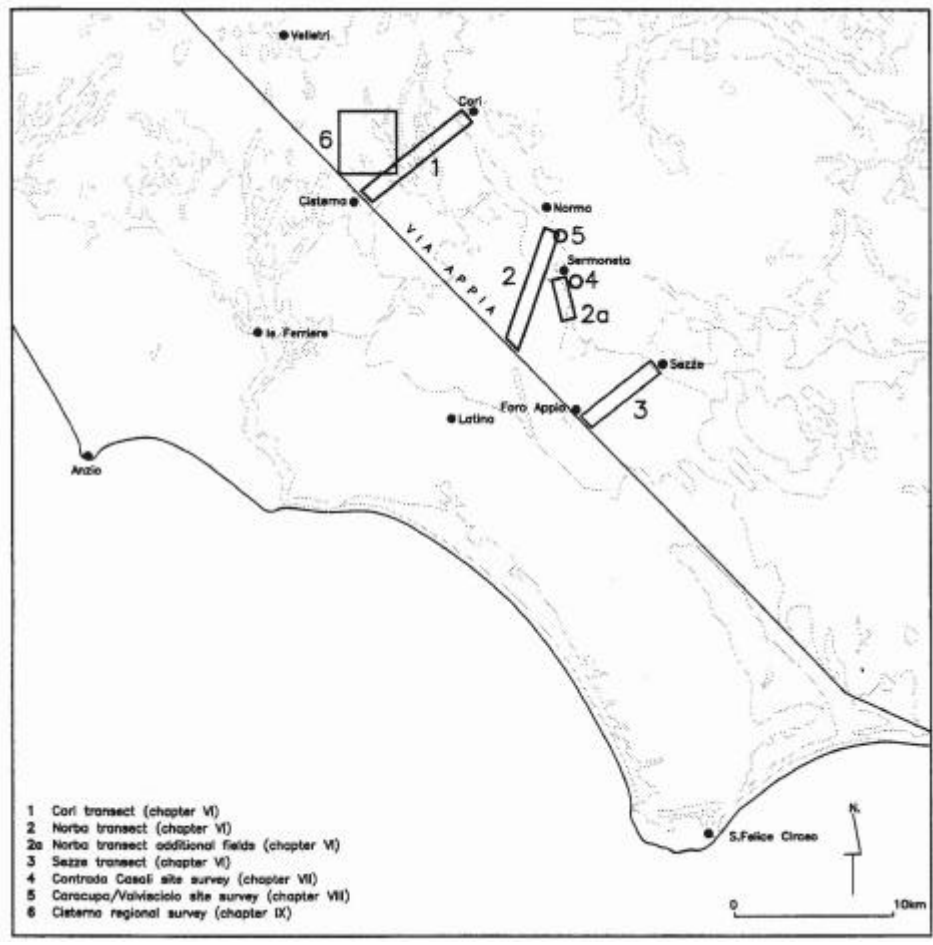 Velletri
Cori
6
1
Cisterna
Norma
VIA APPIA
5
Sermoneta
2
4
2a
le Ferriere
Sezze
Foro Appio
3
Latina
Anzio
1 Cori transect (chapter VI)
2 Norba transect (chapter VI)
2a Norba transect additional fields (chapter VI)
3 Sezze transect (chapter VI)
4 Contrada Casali site survey (chapter VII)
5 Caracupa/Valvisciolo site survey (chapter VIII)
6 Cisterna regional survey (chapter IX)
N.
S.Felice Circeo
0 10km